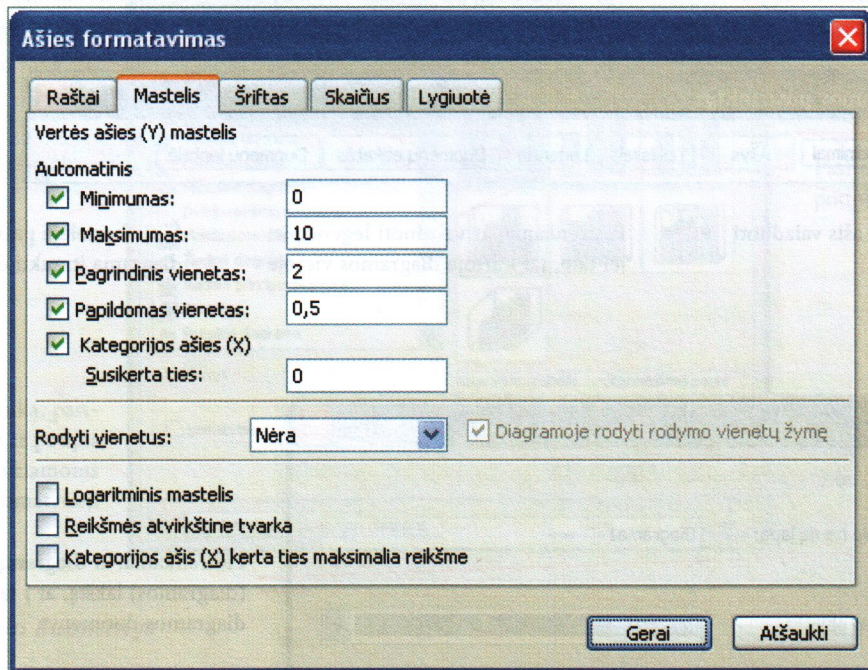 Ašies formatavimas
Raštai Mastelis Šriftas Skaičius Lygiuotė
Vertės ašies (Y) mastelis
Automatinis
Minimumas: 0
Maksimumas: 10
Pagrindinis vienetas: 2
Papildomas vienetas: 0,5
Kategorijos ašies (X)
Susikerta ties: 0
Rodyti vienetus: Nėra Diagramoje rodyti rodymo vienetų žymę
Logaritminis mastelis
Reikšmės atvirkštine tvarka
Kategorijos ašis (X) kerta ties maksimalia reikšme
Gerai Atšaukti